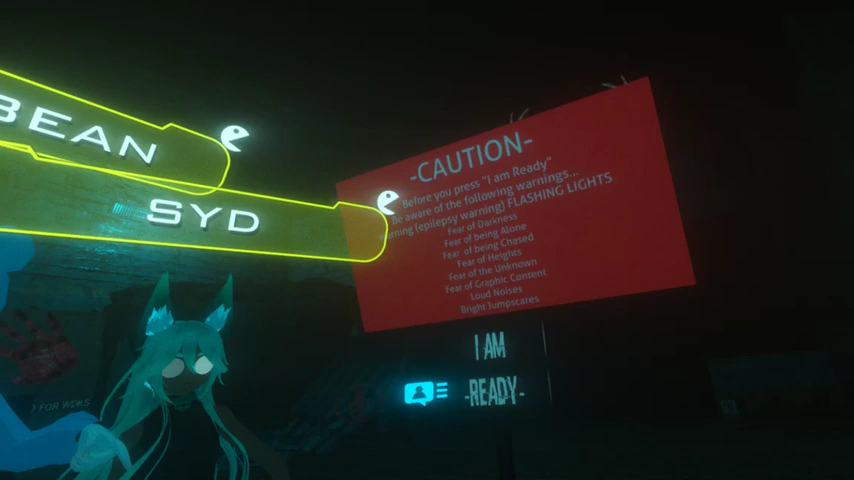 BEAN
SYD
-CAUTION-
Before you press "I am Ready"
Be aware of the following warnings...
(epilepsy warning) FLASHING LIGHTS
Fear of Darkness
Fear of being Alone
Fear of being Chased
Fear of Heights
Fear of the Unknown
Fear of Graphic Content
Loud Noises
Bright Jumpscares
I AM
-READY-
FOR